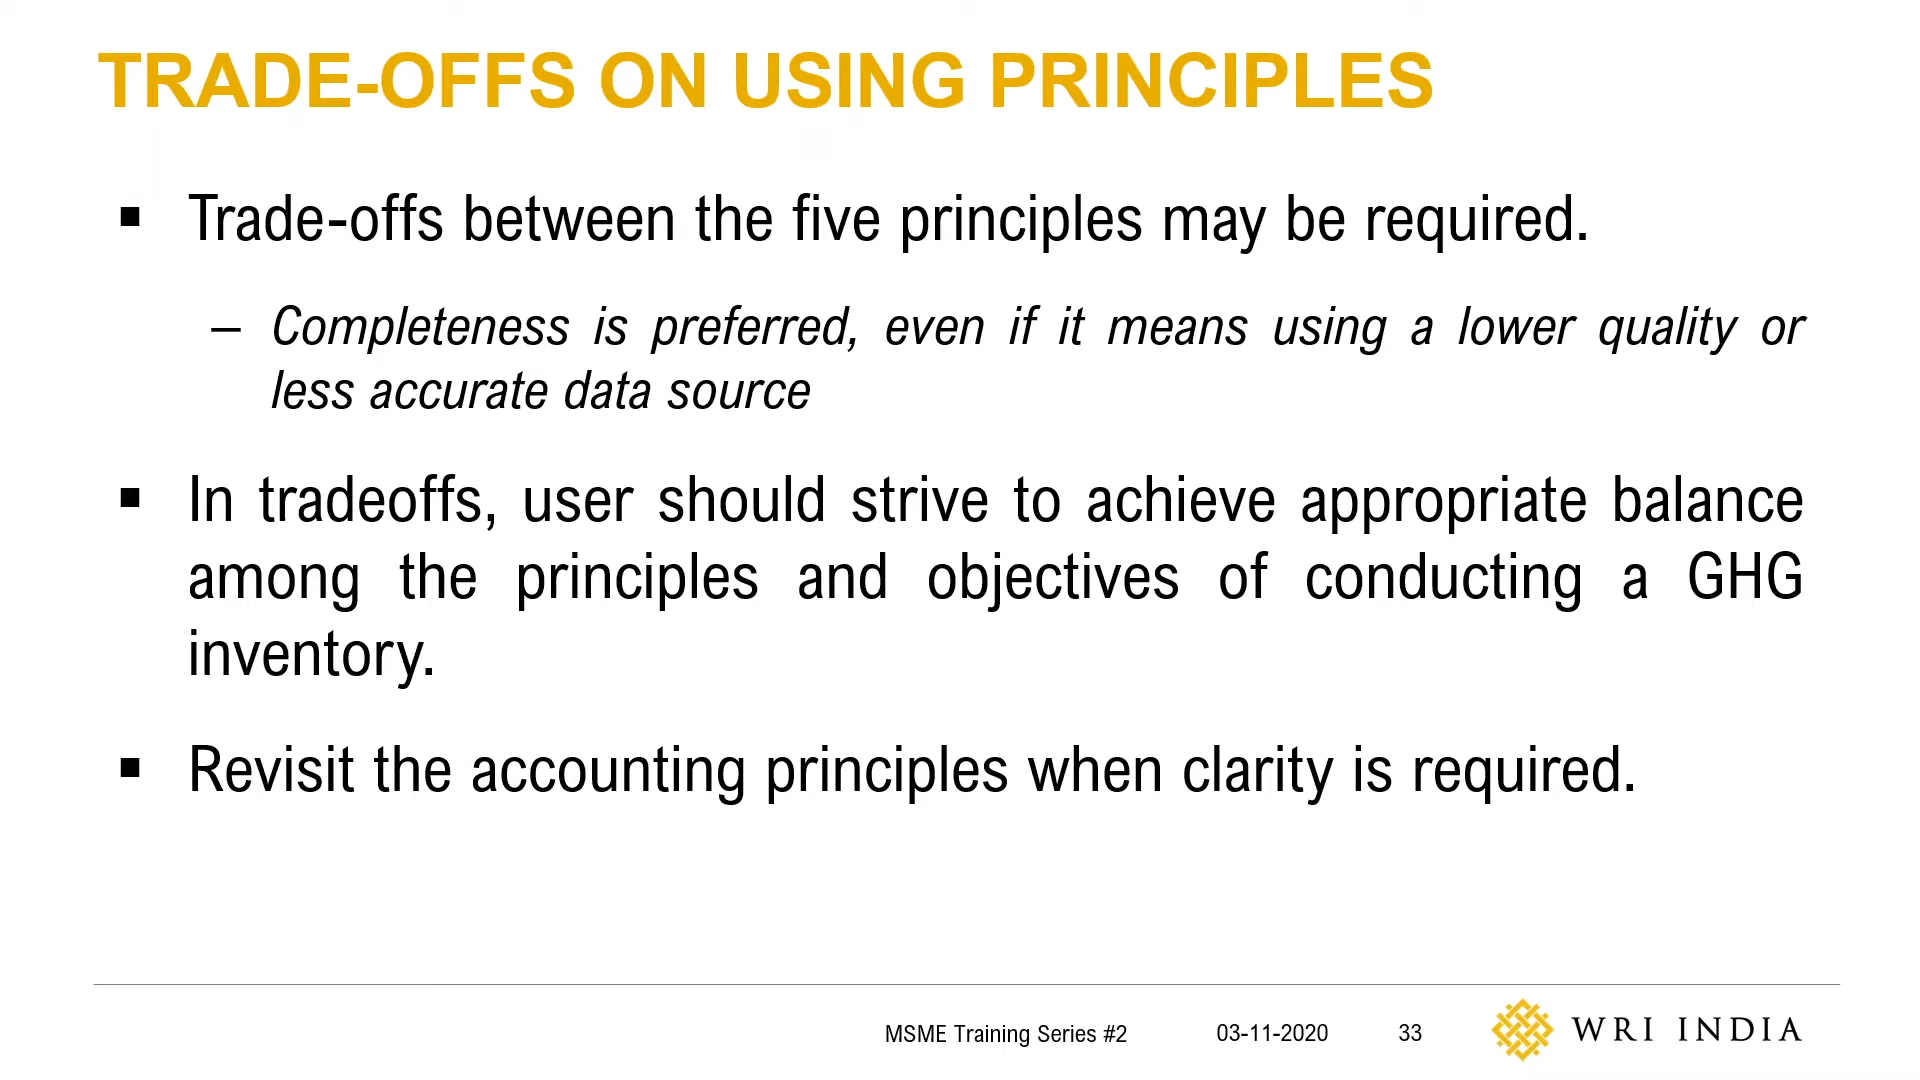 TRADE-OFFS ON USING PRINCIPLES
▪ Trade-offs between the five principles may be required.
– Completeness is preferred, even if it means using a lower quality or
less accurate data source
▪ In tradeoffs, user should strive to achieve appropriate balance
among the principles and objectives of conducting a GHG
inventory.
▪ Revisit the accounting principles when clarity is required.
MSME Training Series #2 03-11-2020 33 WRI INDIA